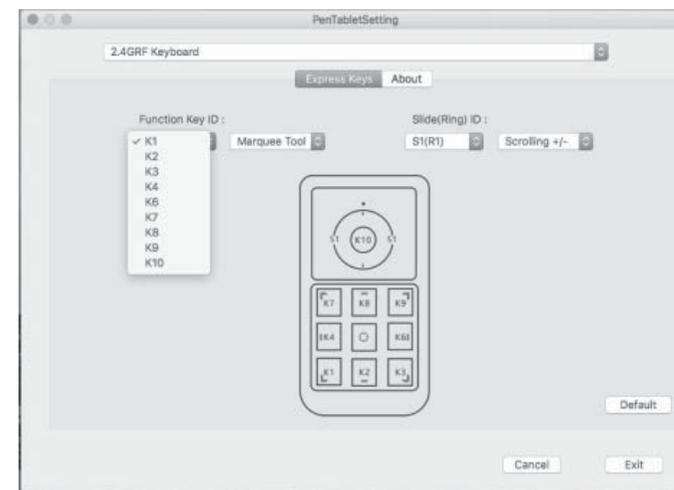 PenTabletSetting
2.4GRF Keyboard
Express Keys About
Function Key ID : Slide(Ring) ID :
✓ K1 Marquee Tool S1(R1) Scrolling +/-
K2
K3
K4
K6
K7
K8
K9
K10
S1 K10 S1
K7 K8 K9
K4 K6
K1 K2 K3
Default
Cancel Exit